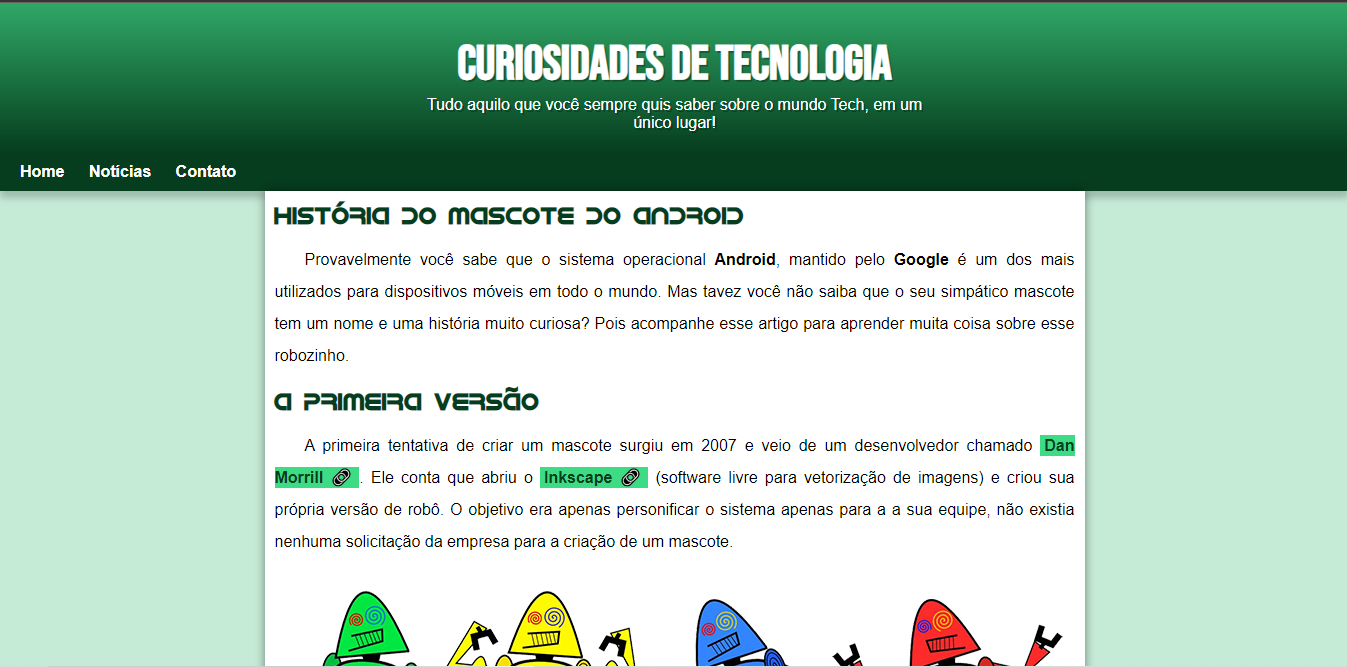 CURIOSIDADES DE TECNOLOGIA
Tudo aquilo que você sempre quis saber sobre o mundo Tech, em um
único lugar!
Home Notícias Contato
HISTÓRIA DO MASCOTE DO ANDROID
Provavelmente você sabe que o sistema operacional Android, mantido pelo Google é um dos mais
utilizados para dispositivos móveis em todo o mundo. Mas tavez você não saiba que o seu simpático mascote
tem um nome e uma história muito curiosa? Pois acompanhe esse artigo para aprender muita coisa sobre esse
robozinho.
A PRIMEIRA VERSÃO
A primeira tentativa de criar um mascote surgiu em 2007 e veio de um desenvolvedor chamado Dan
Morrill. Ele conta que abriu o Inkscape (software livre para vetorização de imagens) e criou sua
própria versão de robô. O objetivo era apenas personificar o sistema apenas para a a sua equipe, não existia
nenhuma solicitação da empresa para a criação de um mascote.